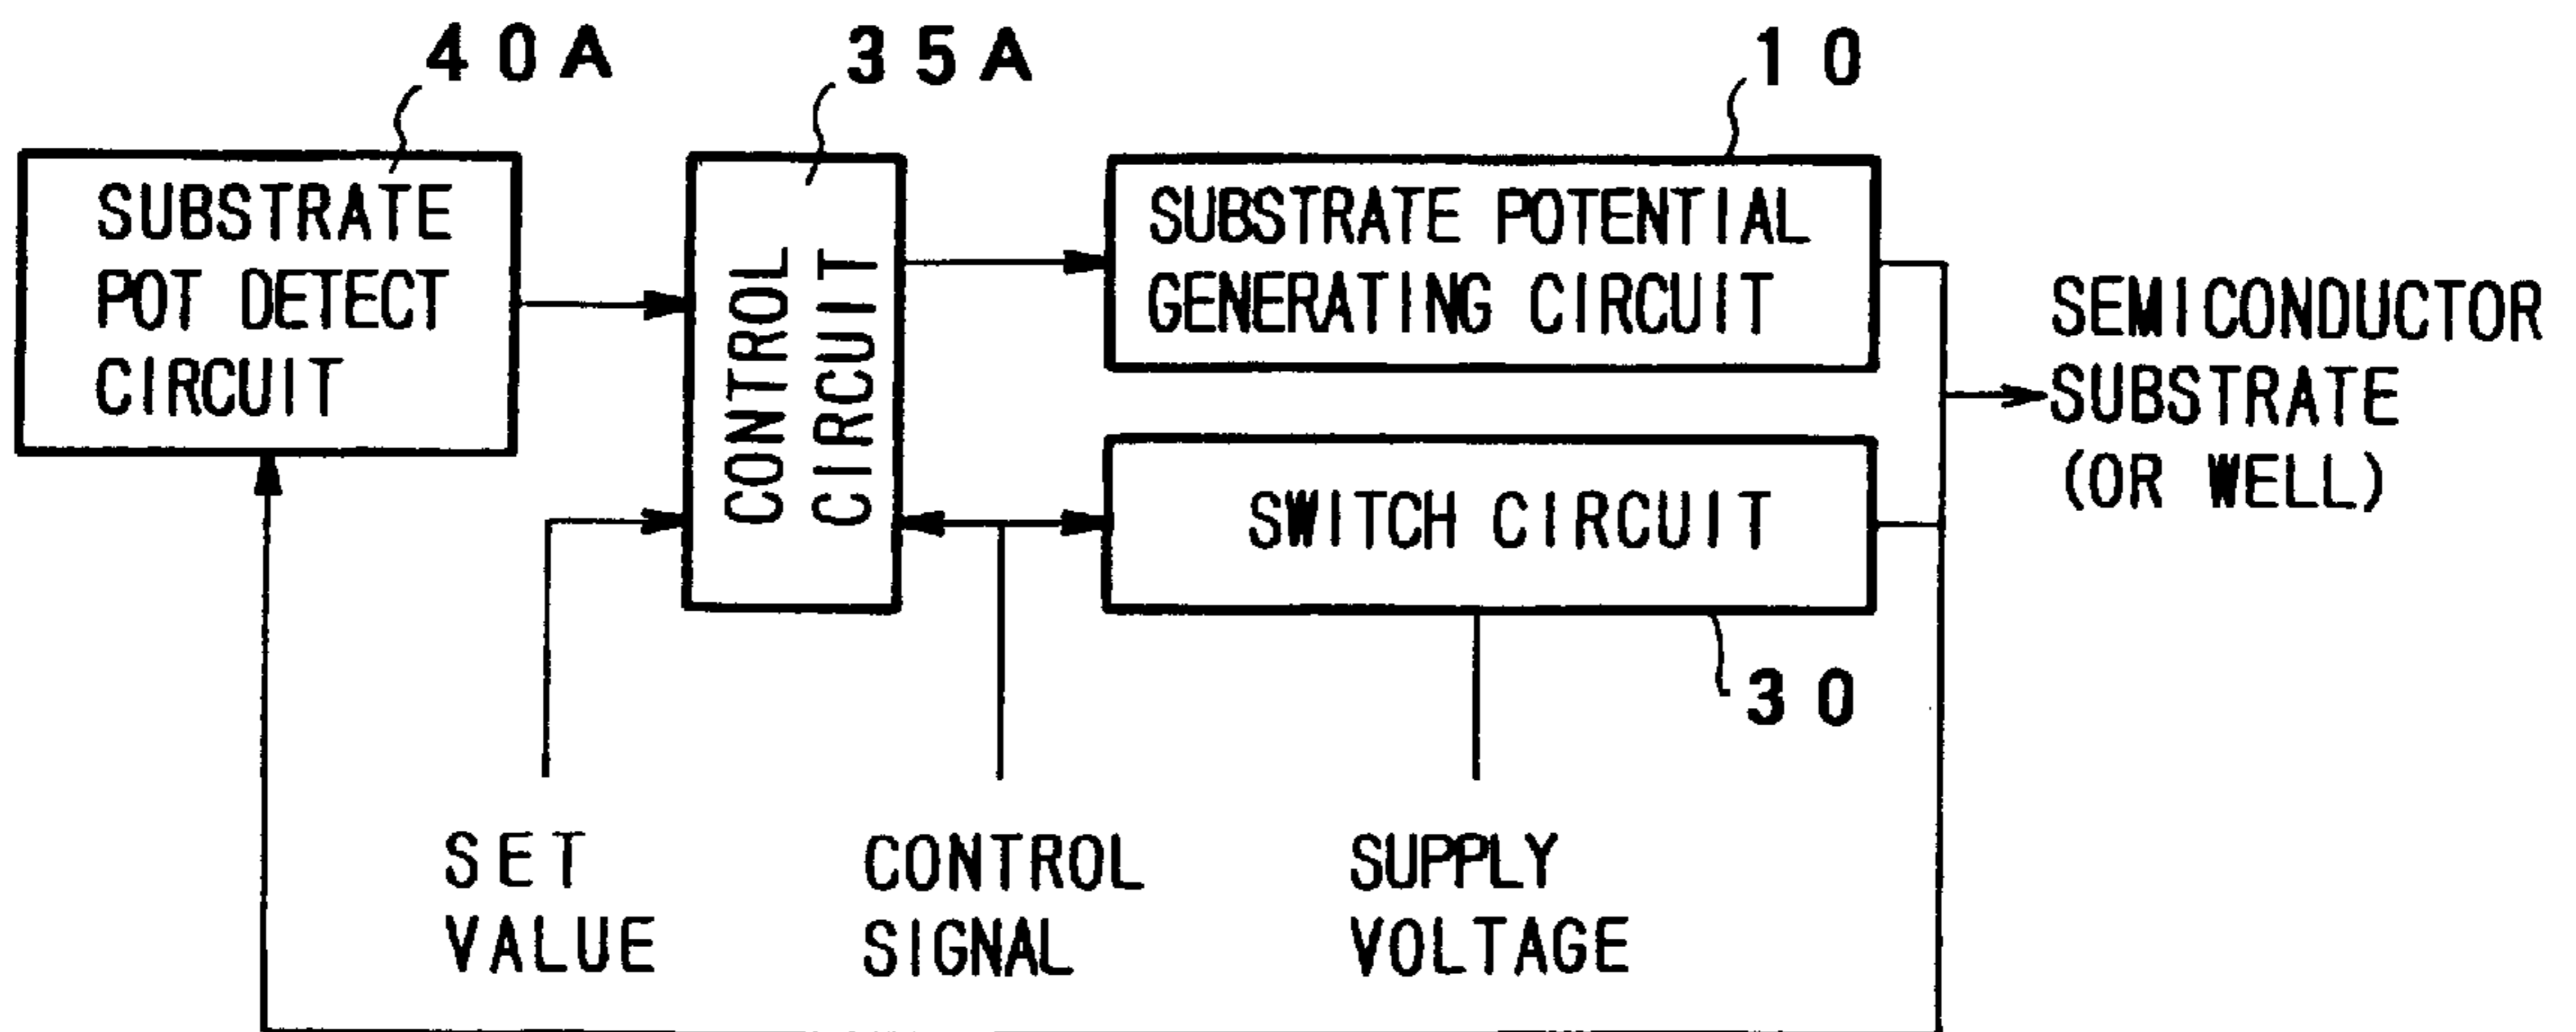 40A
35A
10
SUBSTRATE
POT DETECT
CIRCUIT
CONTROL
CIRCUIT
SUBSTRATE POTENTIAL
GENERATING CIRCUIT
SEMICONDUCTOR
SUBSTRATE
(OR WELL)
SWITCH CIRCUIT
30
SET
VALUE
CONTROL
SIGNAL
SUPPLY
VOLTAGE